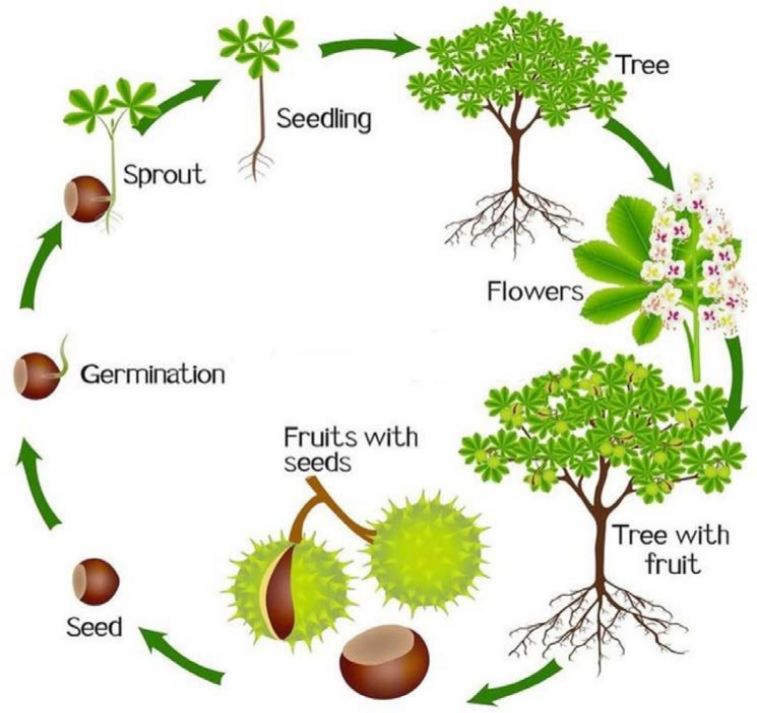 Tree
Seedling
Sprout
Flowers
Germination
Fruits with
seeds
Tree with
fruit
Seed